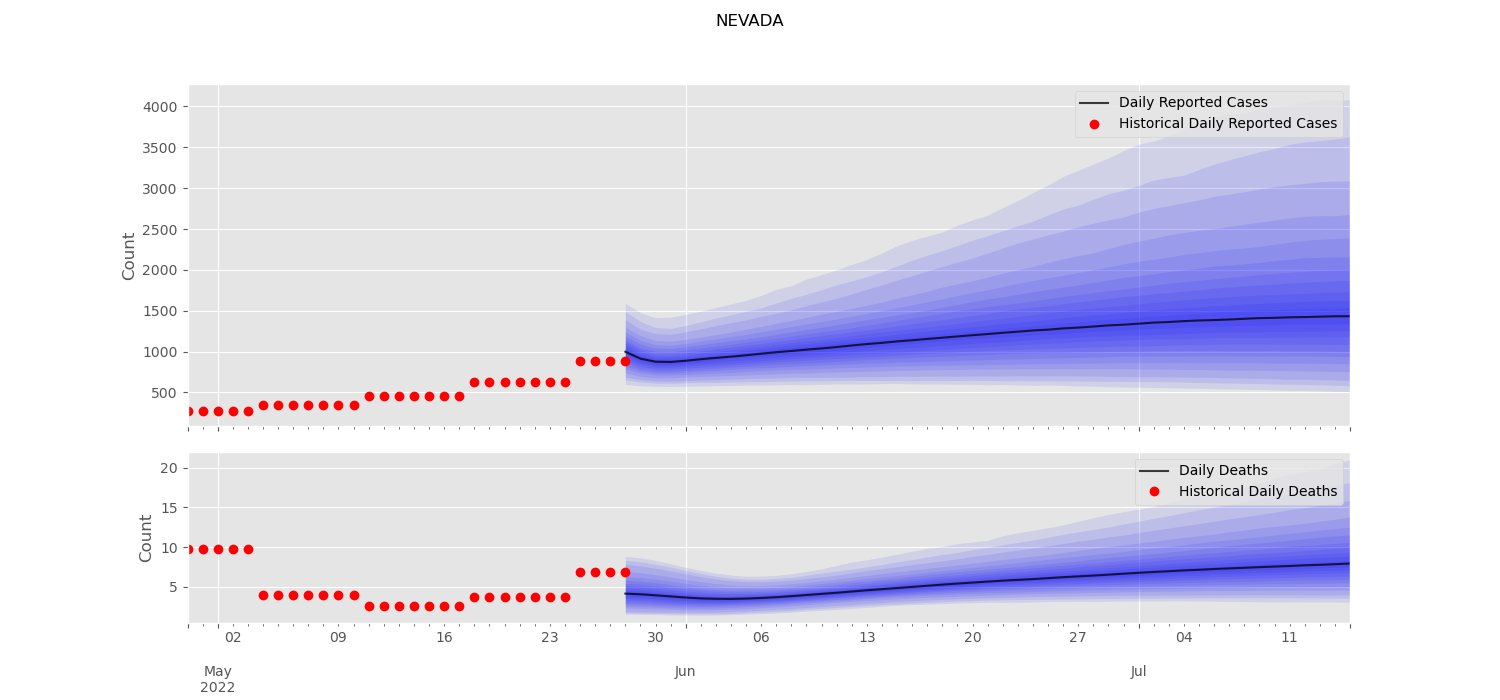 NEVADA
4000
3500
3000
2500
2000
1500
1000
500
Count
Daily Reported Cases
Historical Daily Reported Cases
20
15
10
5
Count
Daily Deaths
Historical Daily Deaths
02 09 16 23 30 06 13 20 27 04 11
May Jun Jul
2022